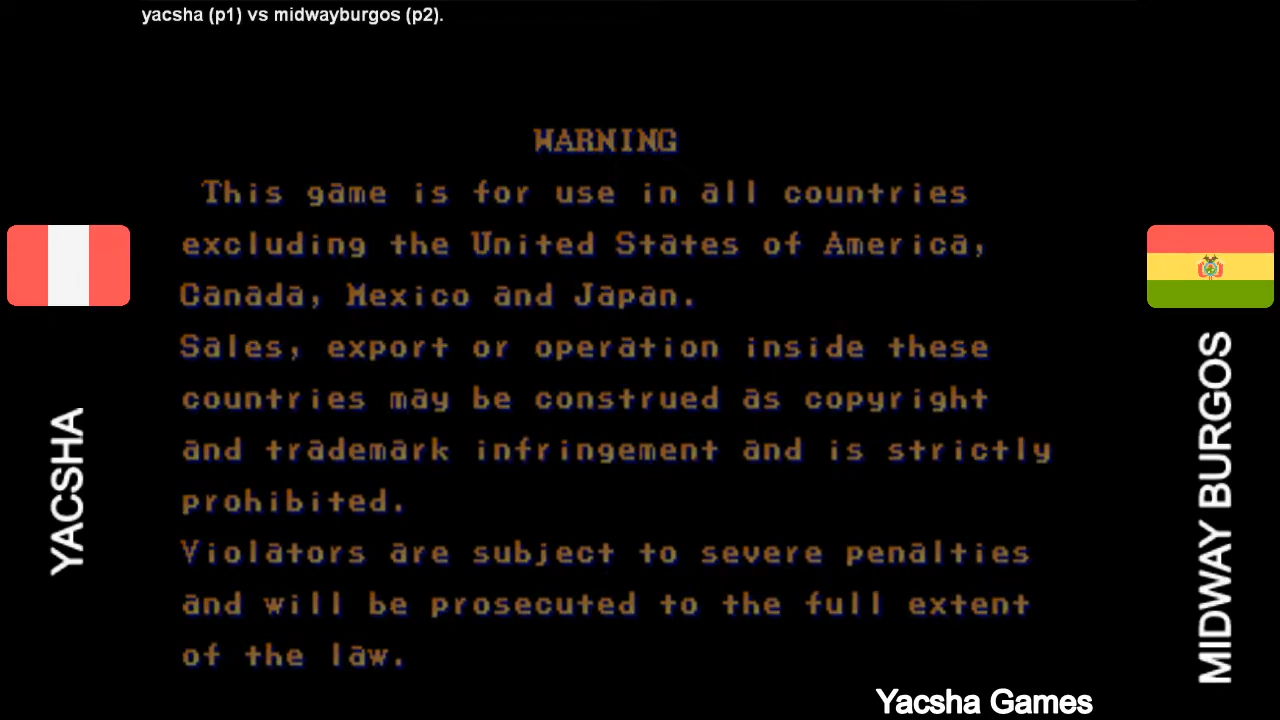 yacsha (p1) vs midwayburgos (p2).
WARNING
This game is for use in all countries
excluding the United States of America,
Canada, Mexico and Japan.
Sales, export or operation inside these
countries may be construed as copyright
and trademark infringement and is strictly
prohibited.
Violators are subject to severe penalties
and will be prosecuted to the full extent
of the law.
YACSHA
MIDWAY BURGOS
Yacsha Games